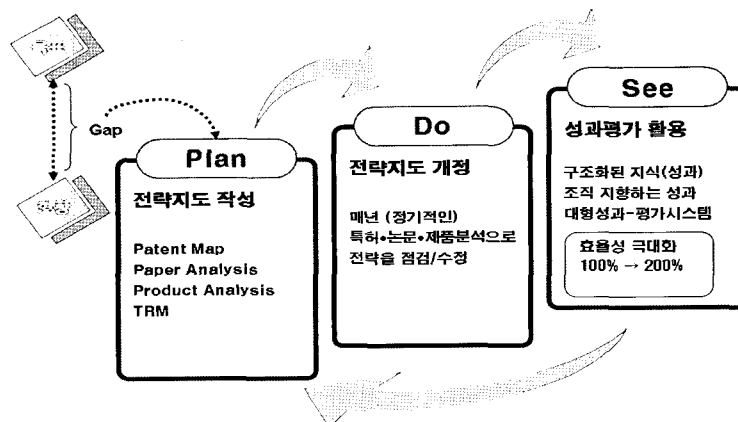 Gap
Plan
전략지도 작성
Patent Map
Paper Analysis
Product Analysis
TRM
Do
전략지도 개정
매년 (정기적인)
특허•논문•제품분석으로
전략을 점검/수정
See
성과평가 활용
구조화된 지식(성과)
조직 지향하는 성과
대형성과-평가시스템
효율성 극대화
100% → 200%